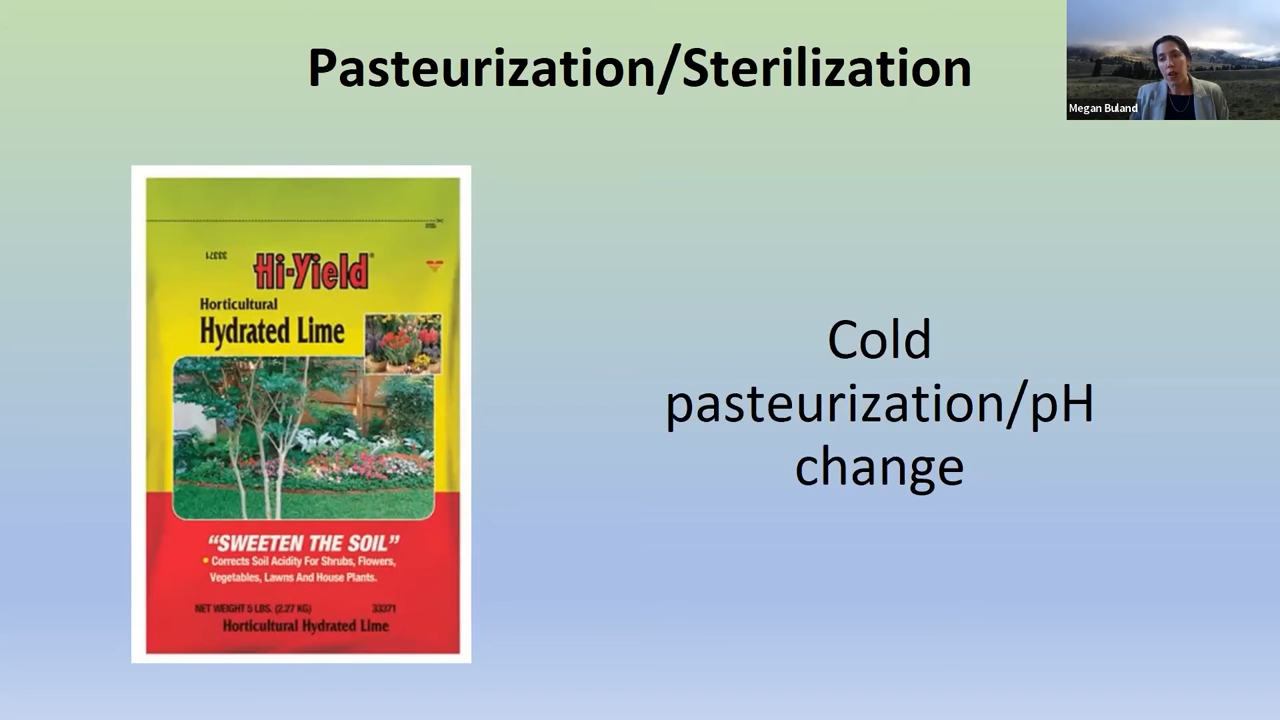 Pasteurization/Sterilization
Megan Buland
33371
Hi-Yield®
Horticultural
Hydrated Lime
"SWEETEN THE SOIL"
• Corrects Soil Acidity For Shrubs, Flowers,
Vegetables, Lawns And House Plants.
NET WEIGHT 5 LBS. (2.27 KG) 33371
Horticultural Hydrated Lime
Cold
pasteurization/pH
change